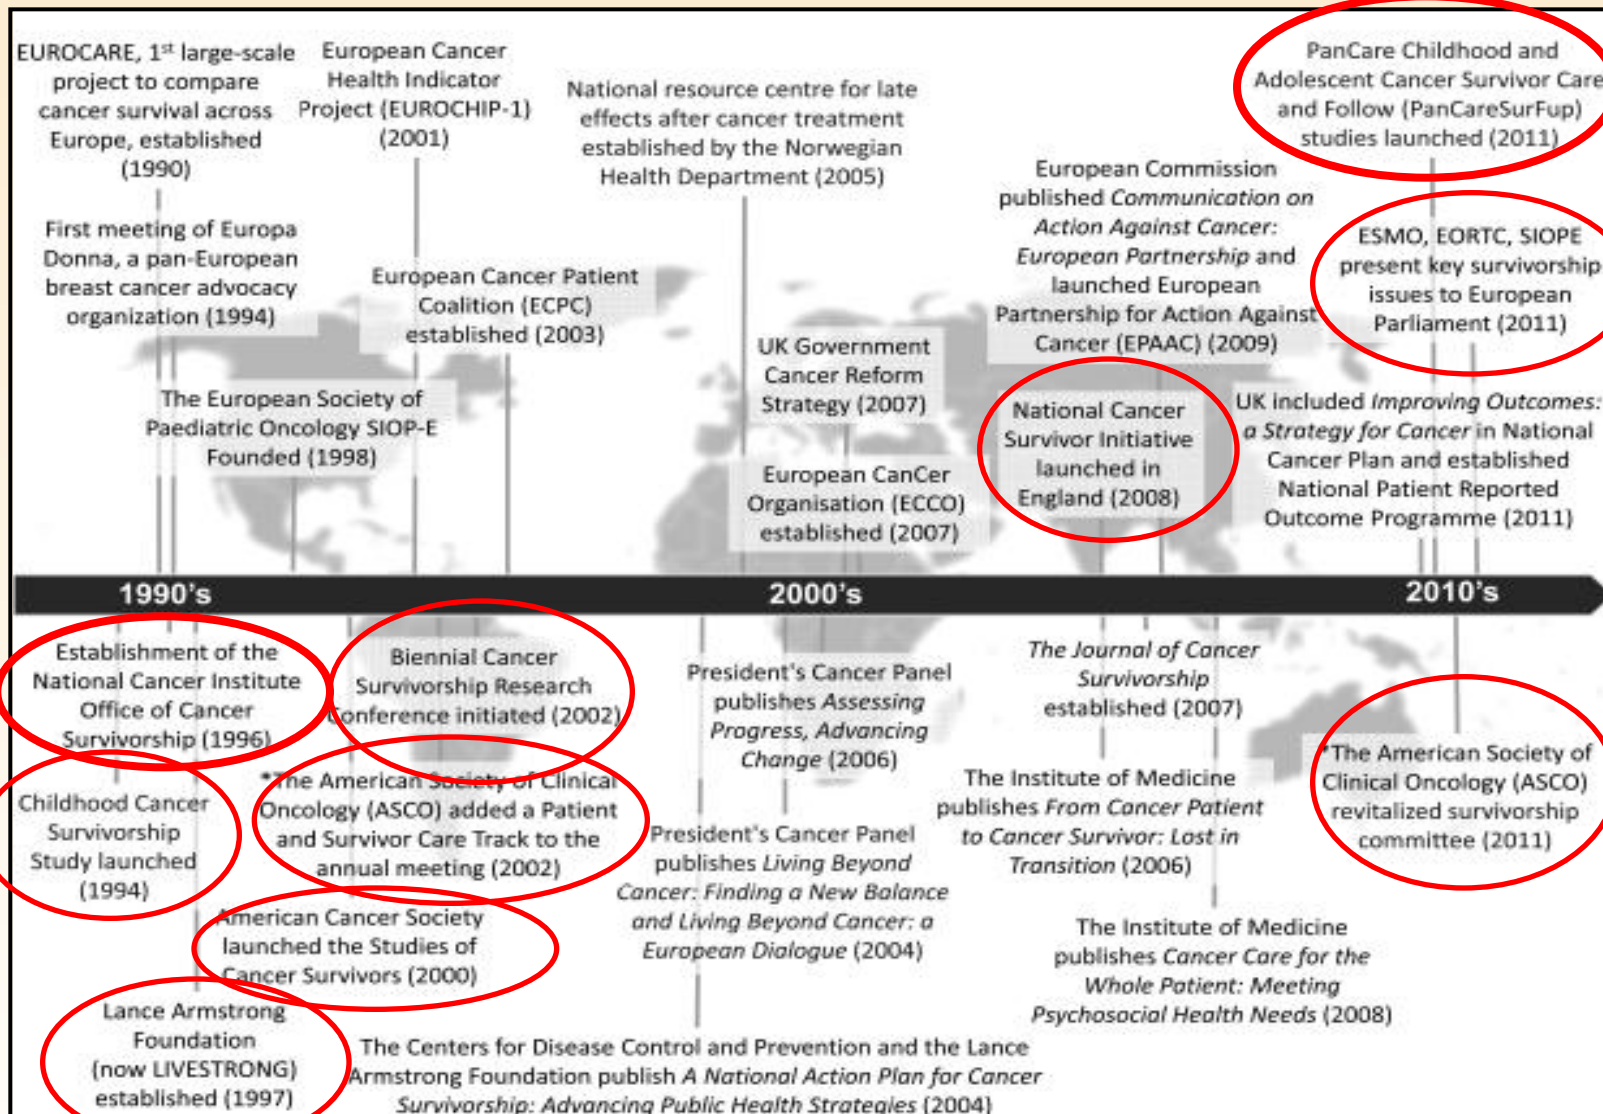 EUROCARE, 1st large-scale
project to compare
cancer survival across
Europe, established
(1990)
European Cancer
Health Indicator
Project (EUROCHIP-1)
(2001)
National resource centre for late
effects after cancer treatment
established by the Norwegian
Health Department (2005)
PanCare Childhood and
Adolescent Cancer Survivor Care
and Follow (PanCareSurFup)
studies launched (2011)
First meeting of Europa
Donna, a pan-European
breast cancer advocacy
organization (1994)
European Cancer Patient
Coalition (ECPC)
established (2003)
European Commission
published Communication on
Action Against Cancer:
European Partnership and
launched European
Partnership for Action Against
Cancer (EPAAC) (2009)
ESMO, EORTC, SIOPE
present key survivorship
issues to European
Parliament (2011)
The European Society of
Paediatric Oncology SIOP-E
Founded (1998)
UK Government
Cancer Reform
Strategy (2007)
European CanCer
Organisation (ECCO)
established (2007)
National Cancer
Survivor Initiative
launched in
England (2008)
UK included Improving Outcomes:
a Strategy for Cancer in National
Cancer Plan and established
National Patient Reported
Outcome Programme (2011)
1990's
2000's
2010's
Establishment of the
National Cancer Institute
Office of Cancer
Survivorship (1996)
Biennial Cancer
Survivorship Research
Conference initiated (2002)
President's Cancer Panel
publishes Assessing
Progress, Advancing
Change (2006)
The Journal of Cancer
Survivorship
established (2007)
*The American Society of
Clinical Oncology (ASCO)
revitalized survivorship
committee (2011)
Childhood Cancer
Survivorship
Study launched
(1994)
*The American Society of Clinical
Oncology (ASCO) added a Patient
and Survivor Care Track to the
annual meeting (2002)
President's Cancer Panel
publishes Living Beyond
Cancer: Finding a New Balance
and Living Beyond Cancer: a
European Dialogue (2004)
The Institute of Medicine
publishes From Cancer Patient
to Cancer Survivor: Lost in
Transition (2006)
American Cancer Society
launched the Studies of
Cancer Survivors (2000)
The Institute of Medicine
publishes Cancer Care for the
Whole Patient: Meeting
Psychosocial Health Needs (2008)
Lance Armstrong
Foundation
(now LIVESTRONG)
established (1997)
The Centers for Disease Control and Prevention and the Lance
Armstrong Foundation publish A National Action Plan for Cancer
Survivorship: Advancing Public Health Strategies (2004)